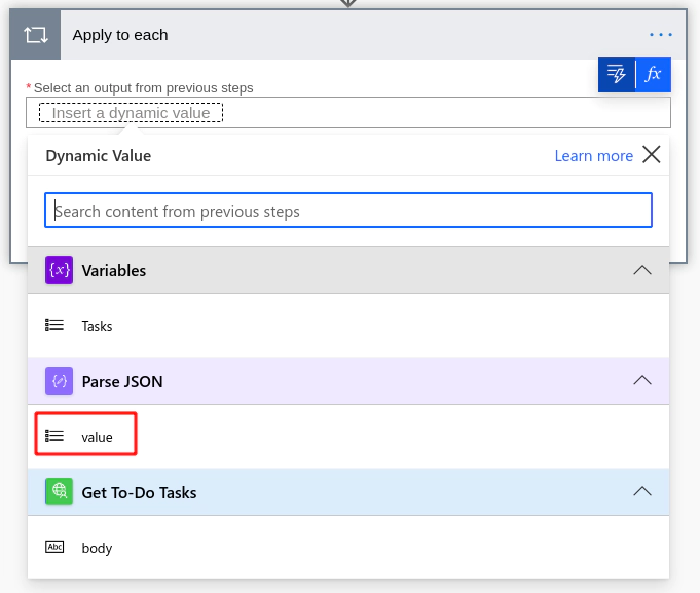 Apply to each
...
* Select an output from previous steps
fx
Insert a dynamic value
Dynamic Value
Learn more
Search content from previous steps
{x} Variables
Tasks
Parse JSON
value
Get To-Do Tasks
Abc body